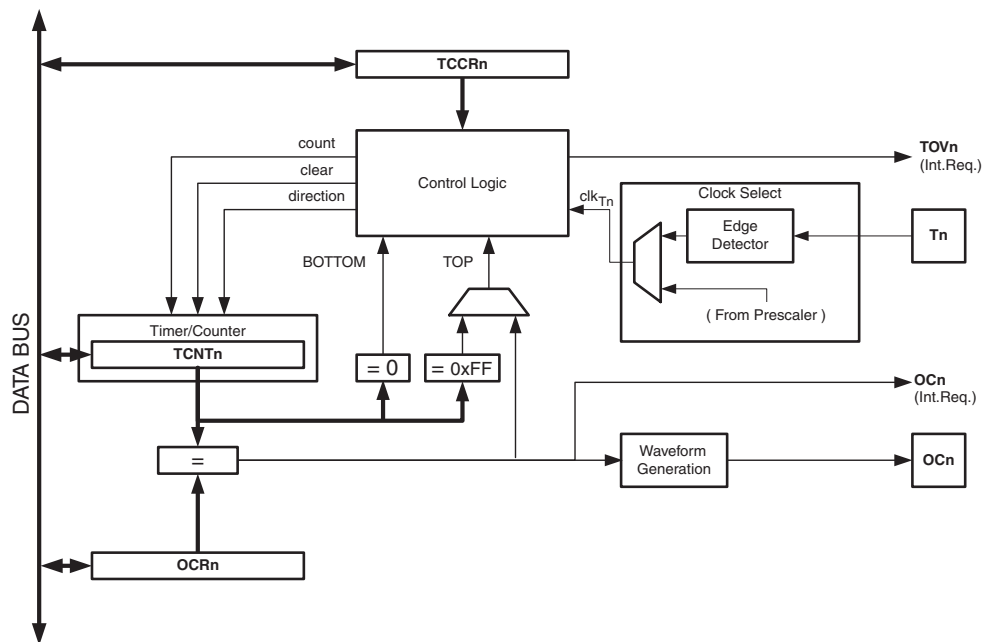 TCCRn
count
clear
direction
Control Logic
TOVn
(Int.Req.)
clk_Tn
Clock Select
Edge
Detector
Tn
( From Prescaler )
BOTTOM
TOP
Timer/Counter
TCNTn
= 0
= 0xFF
OCn
(Int.Req.)
=
Waveform
Generation
OCn
OCRn
DATA BUS